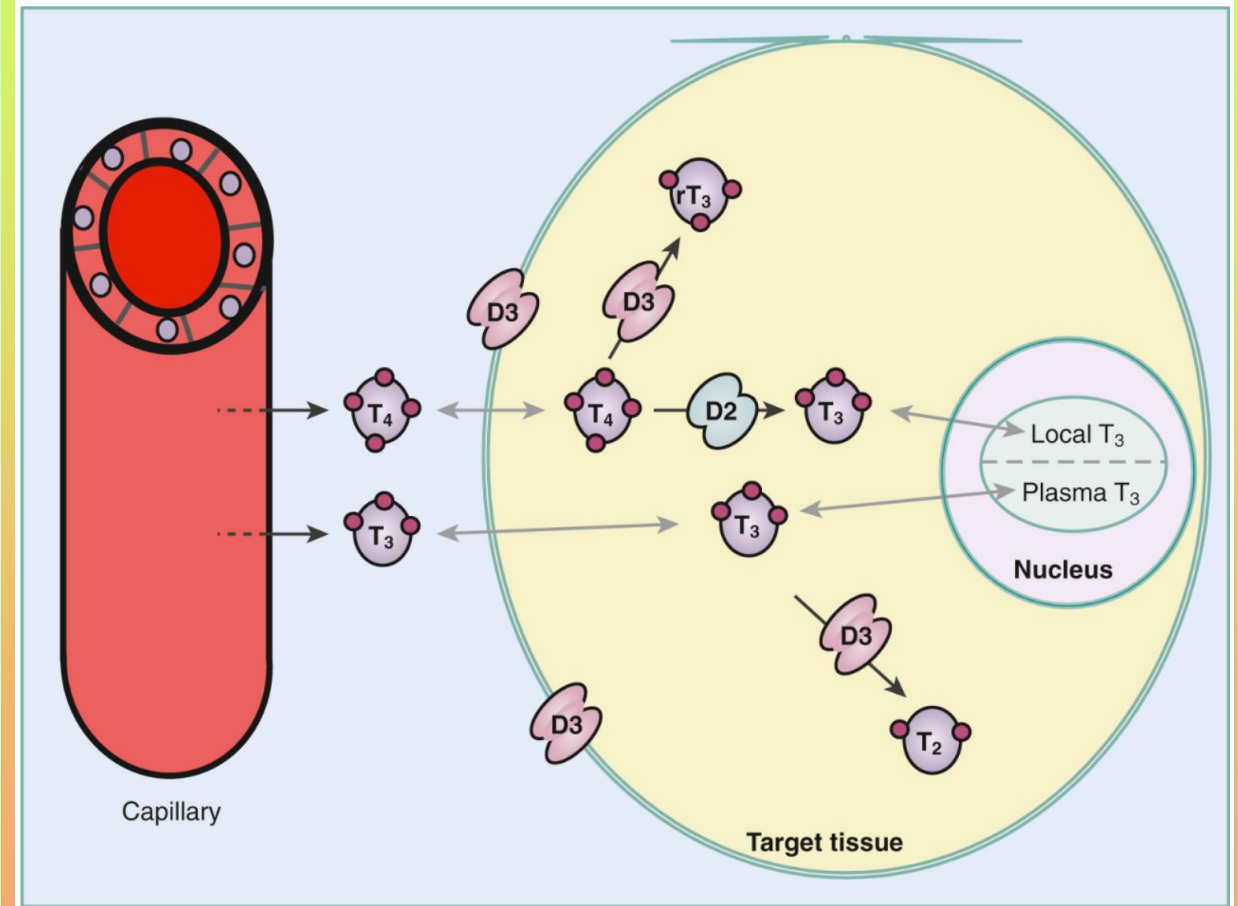 rT₃
D3
D3
T₄
T₄
D2
T₃
Local T₃
Plasma T₃
T₃
T₃
Nucleus
D3
D3
T₂
Capillary
Target tissue